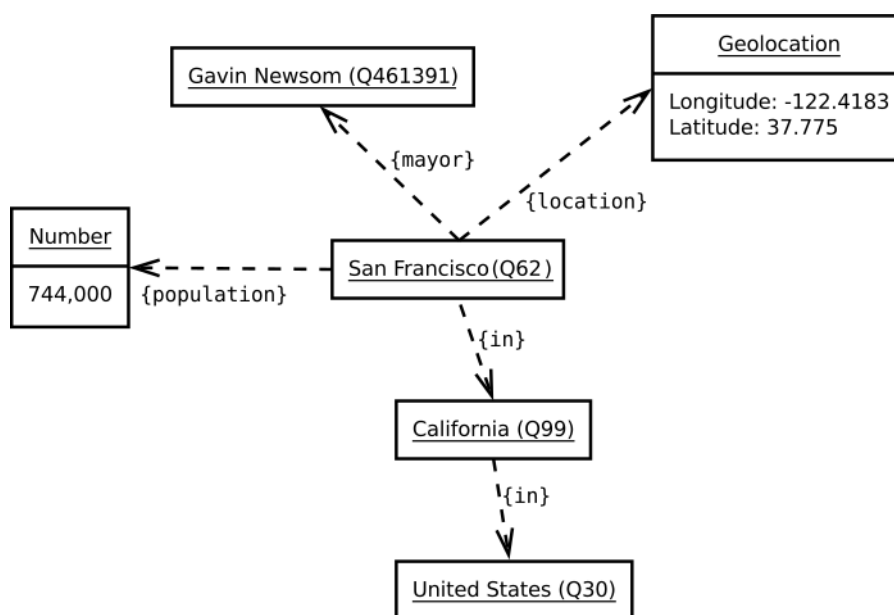 Geolocation
Gavin Newsom (Q461391)
Longitude: -122.4183
Latitude: 37.775
{mayor}
{location}
Number
San Francisco(Q62)
744,000
{population}
{in}
California (Q99)
{in}
United States (Q30)